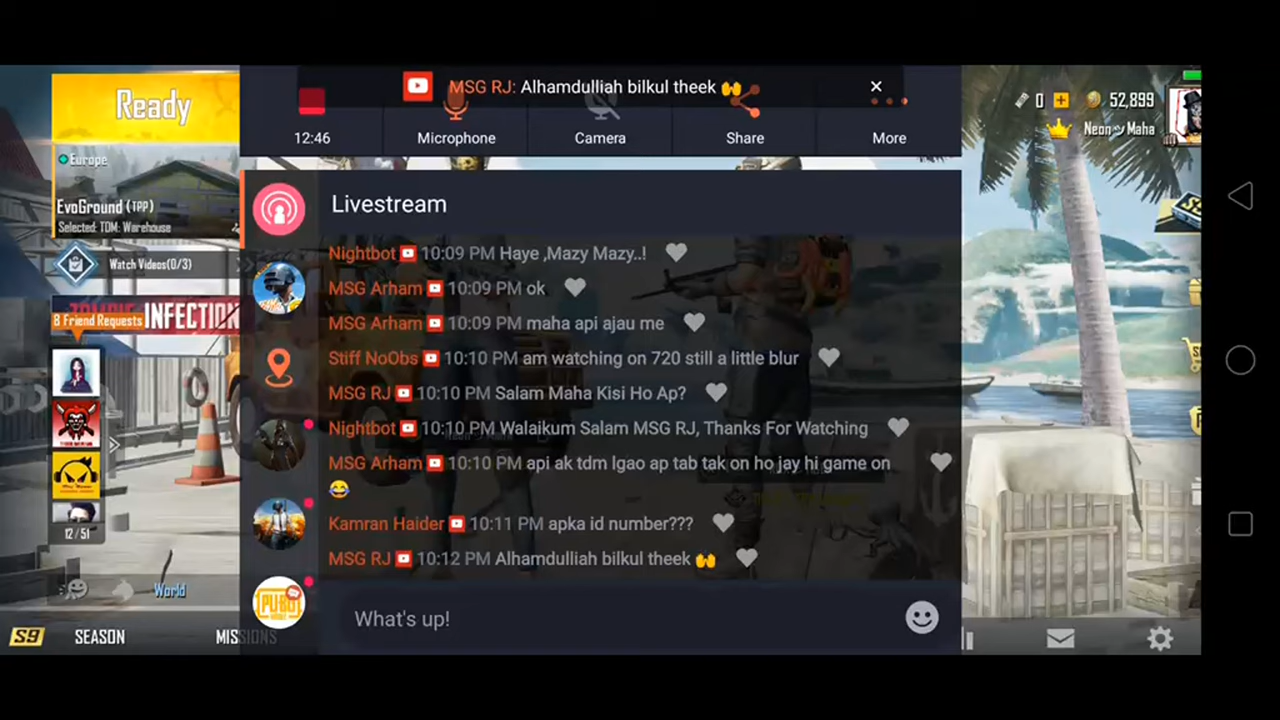 MSG RJ: Alhamdulliah bilkul theek 🙌
12:46
Microphone
Camera
Share
More
Ready
Europe
EvoGround (TPP)
Selected: TDM: Warehouse
Watch Videos(0/3)
8 Friend Requests
INFECTION
12/51
World
S9
SEASON
MISSIONS
0
52,899
Livestream
Nightbot 10:09 PM Haye ,Mazy Mazy..!
MSG Arham 10:09 PM ok
MSG Arham 10:09 PM maha api ajau me
Stiff NoObs 10:10 PM am watching on 720 still a little blur
MSG RJ 10:10 PM Salam Maha Kisi Ho Ap?
Nightbot 10:10 PM Walaikum Salam MSG RJ, Thanks For Watching
MSG Arham 10:10 PM api ak tdm lgao ap tab tak on ho jay hi game on
😂
Kamran Haider 10:11 PM apka id number???
MSG RJ 10:12 PM Alhamdulliah bilkul theek 🙌
What's up!
Neon Maha